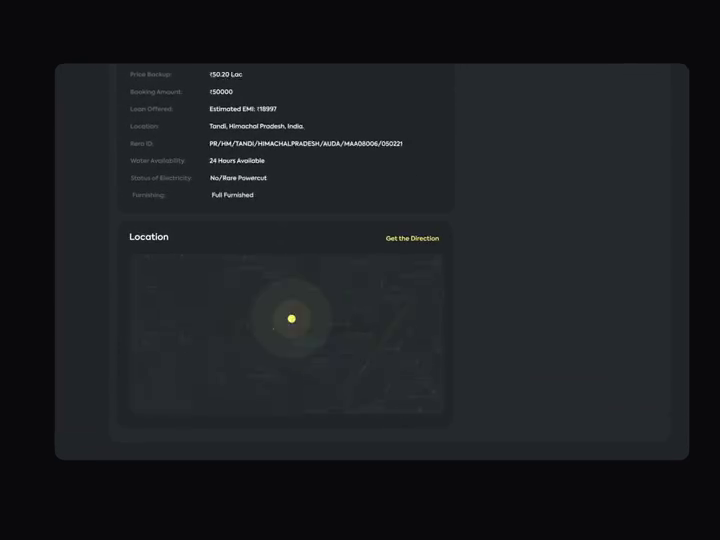 Price Backup: ₹50.20 Lac
Booking Amount: ₹50000
Loan Offered: Estimated EMI: ₹18997
Location: Tandi, Himachal Pradesh, India.
Rera ID: PR/HM/TANDI/HIMACHALPRADESH/AUDA/MAA08006/050221
Water Availability: 24 Hours Available
Status of Electricity: No/Rare Powercut
Furnishing: Full Furnished
Location Get the Direction